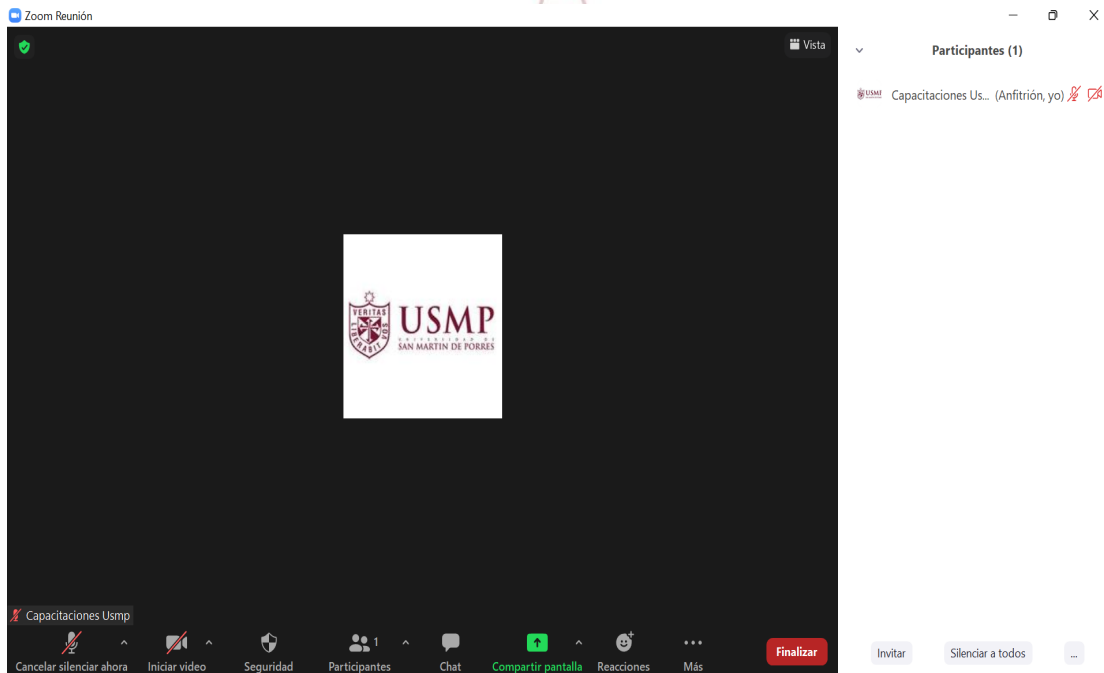 Zoom Reunión
Vista
Participantes (1)
USMP
Capacitaciones Us... (Anfitrión, yo)
VERITAS
LIBERABIT VOS
USMP
UNIVERSIDAD DE
SAN MARTIN DE PORRES
Capacitaciones Usmp
1
Cancelar silenciar ahora
Iniciar video
Seguridad
Participantes
Chat
Compartir pantalla
Reacciones
Más
Finalizar
Invitar
Silenciar a todos
...